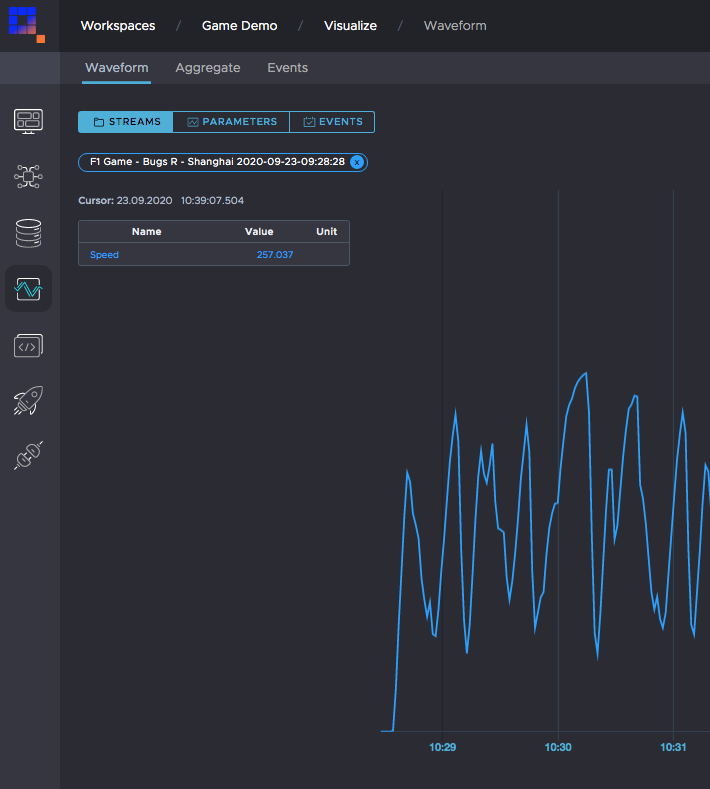 Workspaces / Game Demo / Visualize / Waveform
Waveform Aggregate Events
STREAMS PARAMETERS EVENTS
F1 Game - Bugs R - Shanghai 2020-09-23-09:28:28 x
Cursor: 23.09.2020 10:39:07.504
Name Value Unit
Speed 257.037
10:29 10:30 10:31